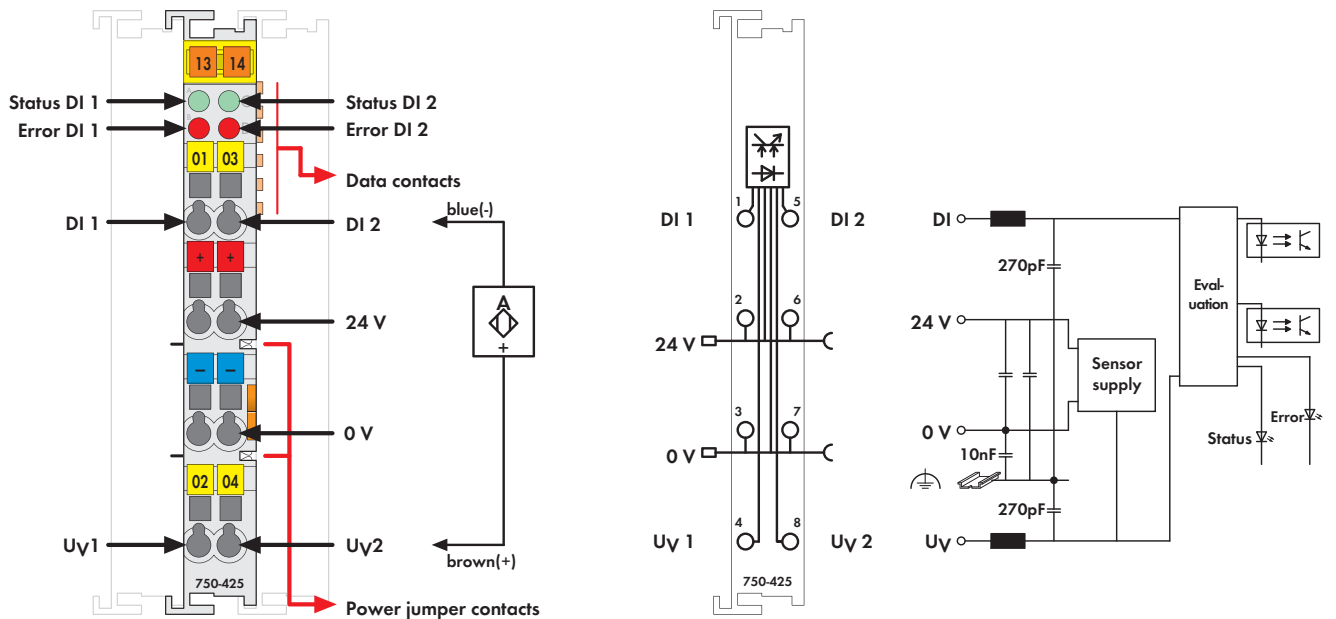 13 14
A C
Status DI 1
Status DI 2
B D
Error DI 1
Error DI 2
01 03
Data contacts
DI 1
DI 2
blue(-)
+ +
A
+
24 V
− −
0 V
02 04
UV1
UV2
brown(+)
750-425
Power jumper contacts
1 5
DI 1
DI 2
2 6
24 V
3 7
0 V
4 8
UV 1
UV 2
750-425
DI
270pF
Eval-
uation
24 V
Sensor
supply
0 V
Error
Status
10nF
270pF
UV